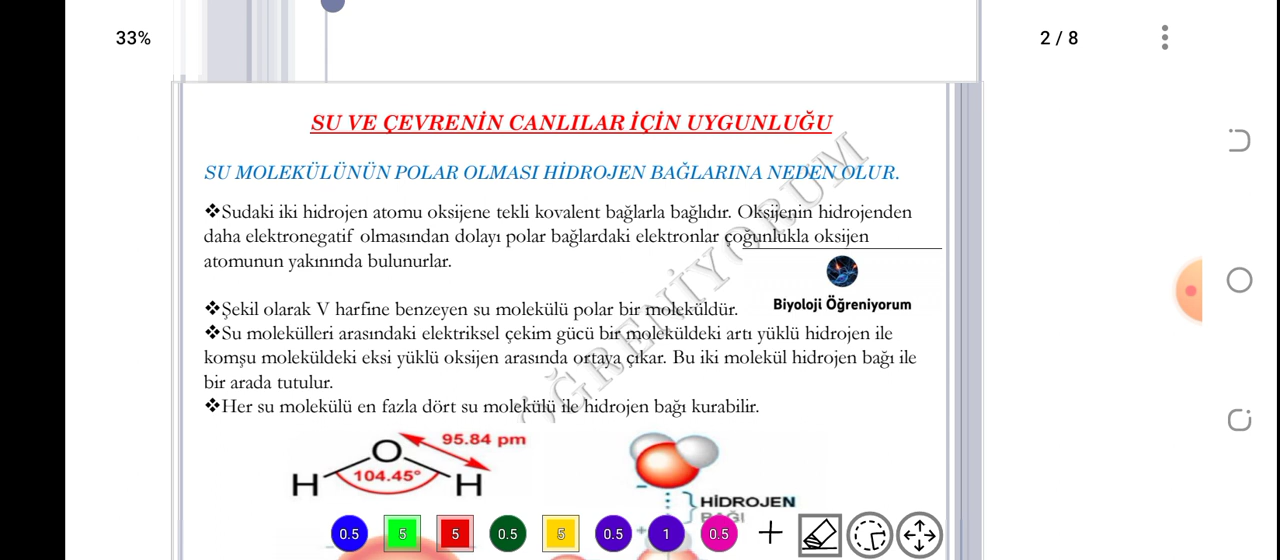 33%
2 / 8
SU VE ÇEVRENİN CANLILAR İÇİN UYGUNLUĞU
SU MOLEKÜLÜNÜN POLAR OLMASI HİDROJEN BAĞLARINA NEDEN OLUR.
❖Sudaki iki hidrojen atomu oksijene tekli kovalent bağlarla bağlıdır. Oksijenin hidrojenden
daha elektronegatif olmasından dolayı polar bağlardaki elektronlar çoğunlukla oksijen
atomunun yakınında bulunurlar.
Biyoloji Öğreniyorum
❖Şekil olarak V harfine benzeyen su molekülü polar bir moleküldür.
❖Su molekülleri arasındaki elektriksel çekim gücü bir moleküldeki artı yüklü hidrojen ile
komşu moleküldeki eksi yüklü oksijen arasında ortaya çıkar. Bu iki molekül hidrojen bağı ile
bir arada tutulur.
❖Her su molekülü en fazla dört su molekülü ile hidrojen bağı kurabilir.
ÖĞRENİYORUM
95.84 pm
O
104.45°
H H
HİDROJEN
BAĞI
0.5 5 5 0.5 5 0.5 1 0.5